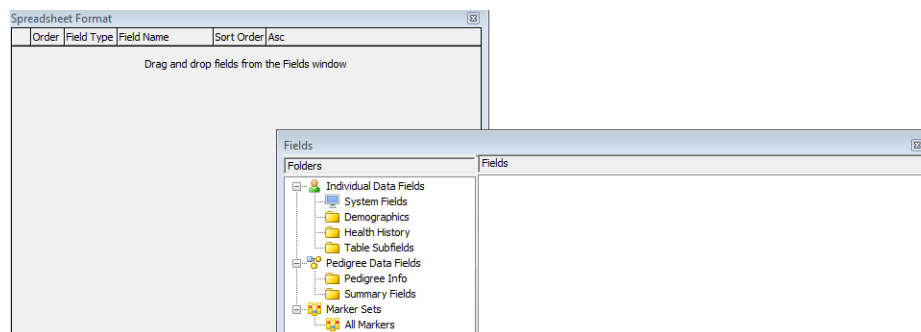 Spreadsheet Format
Order Field Type Field Name Sort Order Asc
Drag and drop fields from the Fields window
Fields
Folders Fields
Individual Data Fields
System Fields
Demographics
Health History
Table Subfields
Pedigree Data Fields
Pedigree Info
Summary Fields
Marker Sets
All Markers